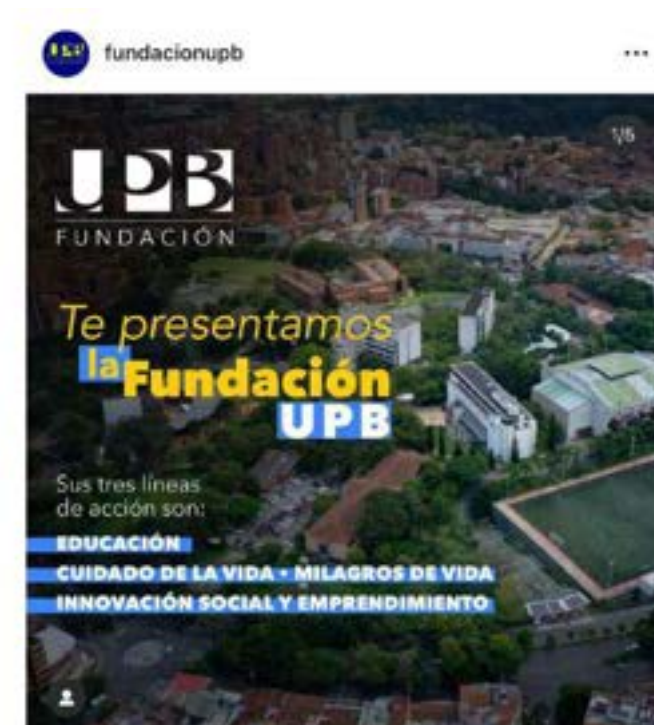 fundacionupb
1/5
UPB
FUNDACIÓN
Te presentamos
la Fundación
UPB
Sus tres líneas
de acción son:
EDUCACIÓN
CUIDADO DE LA VIDA • MILAGROS DE VIDA
INNOVACIÓN SOCIAL Y EMPRENDIMIENTO